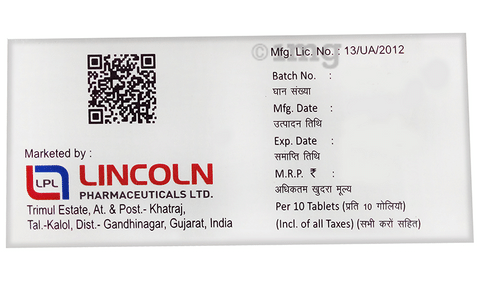 Mfg. Lic. No. : 13/UA/2012
Batch No. :
घान संख्या
Mfg. Date :
उत्पादन तिथि
Exp. Date :
समाप्ति तिथि
M.R.P. ₹ :
अधिकतम खुदरा मूल्य
Per 10 Tablets (प्रति 10 गोलियाँ)
(Incl. of all Taxes) (सभी करों सहित)
Marketed by :
LPL
LINCOLN
PHARMACEUTICALS LTD.
Trimul Estate, At. & Post.- Khatraj,
Tal.-Kalol, Dist.- Gandhinagar, Gujarat, India